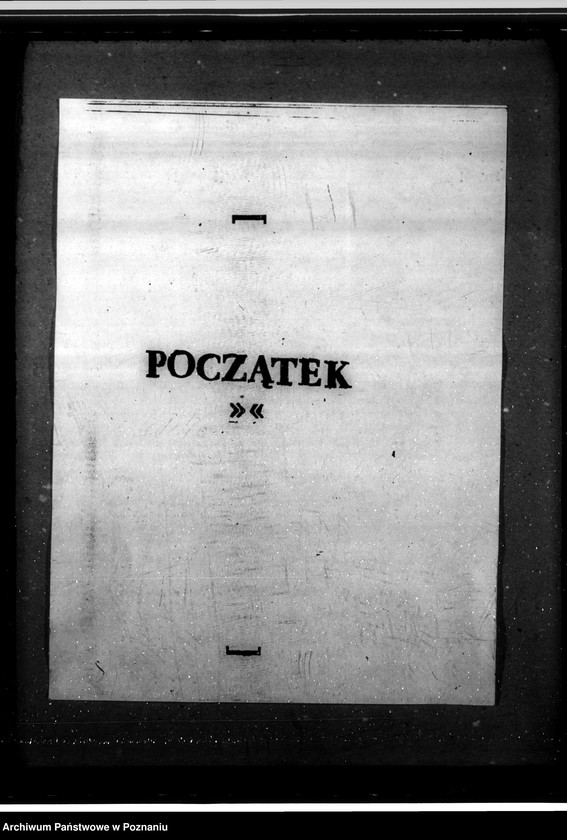 POCZĄTEK
»«
Archiwum Państwowe w Poznaniu